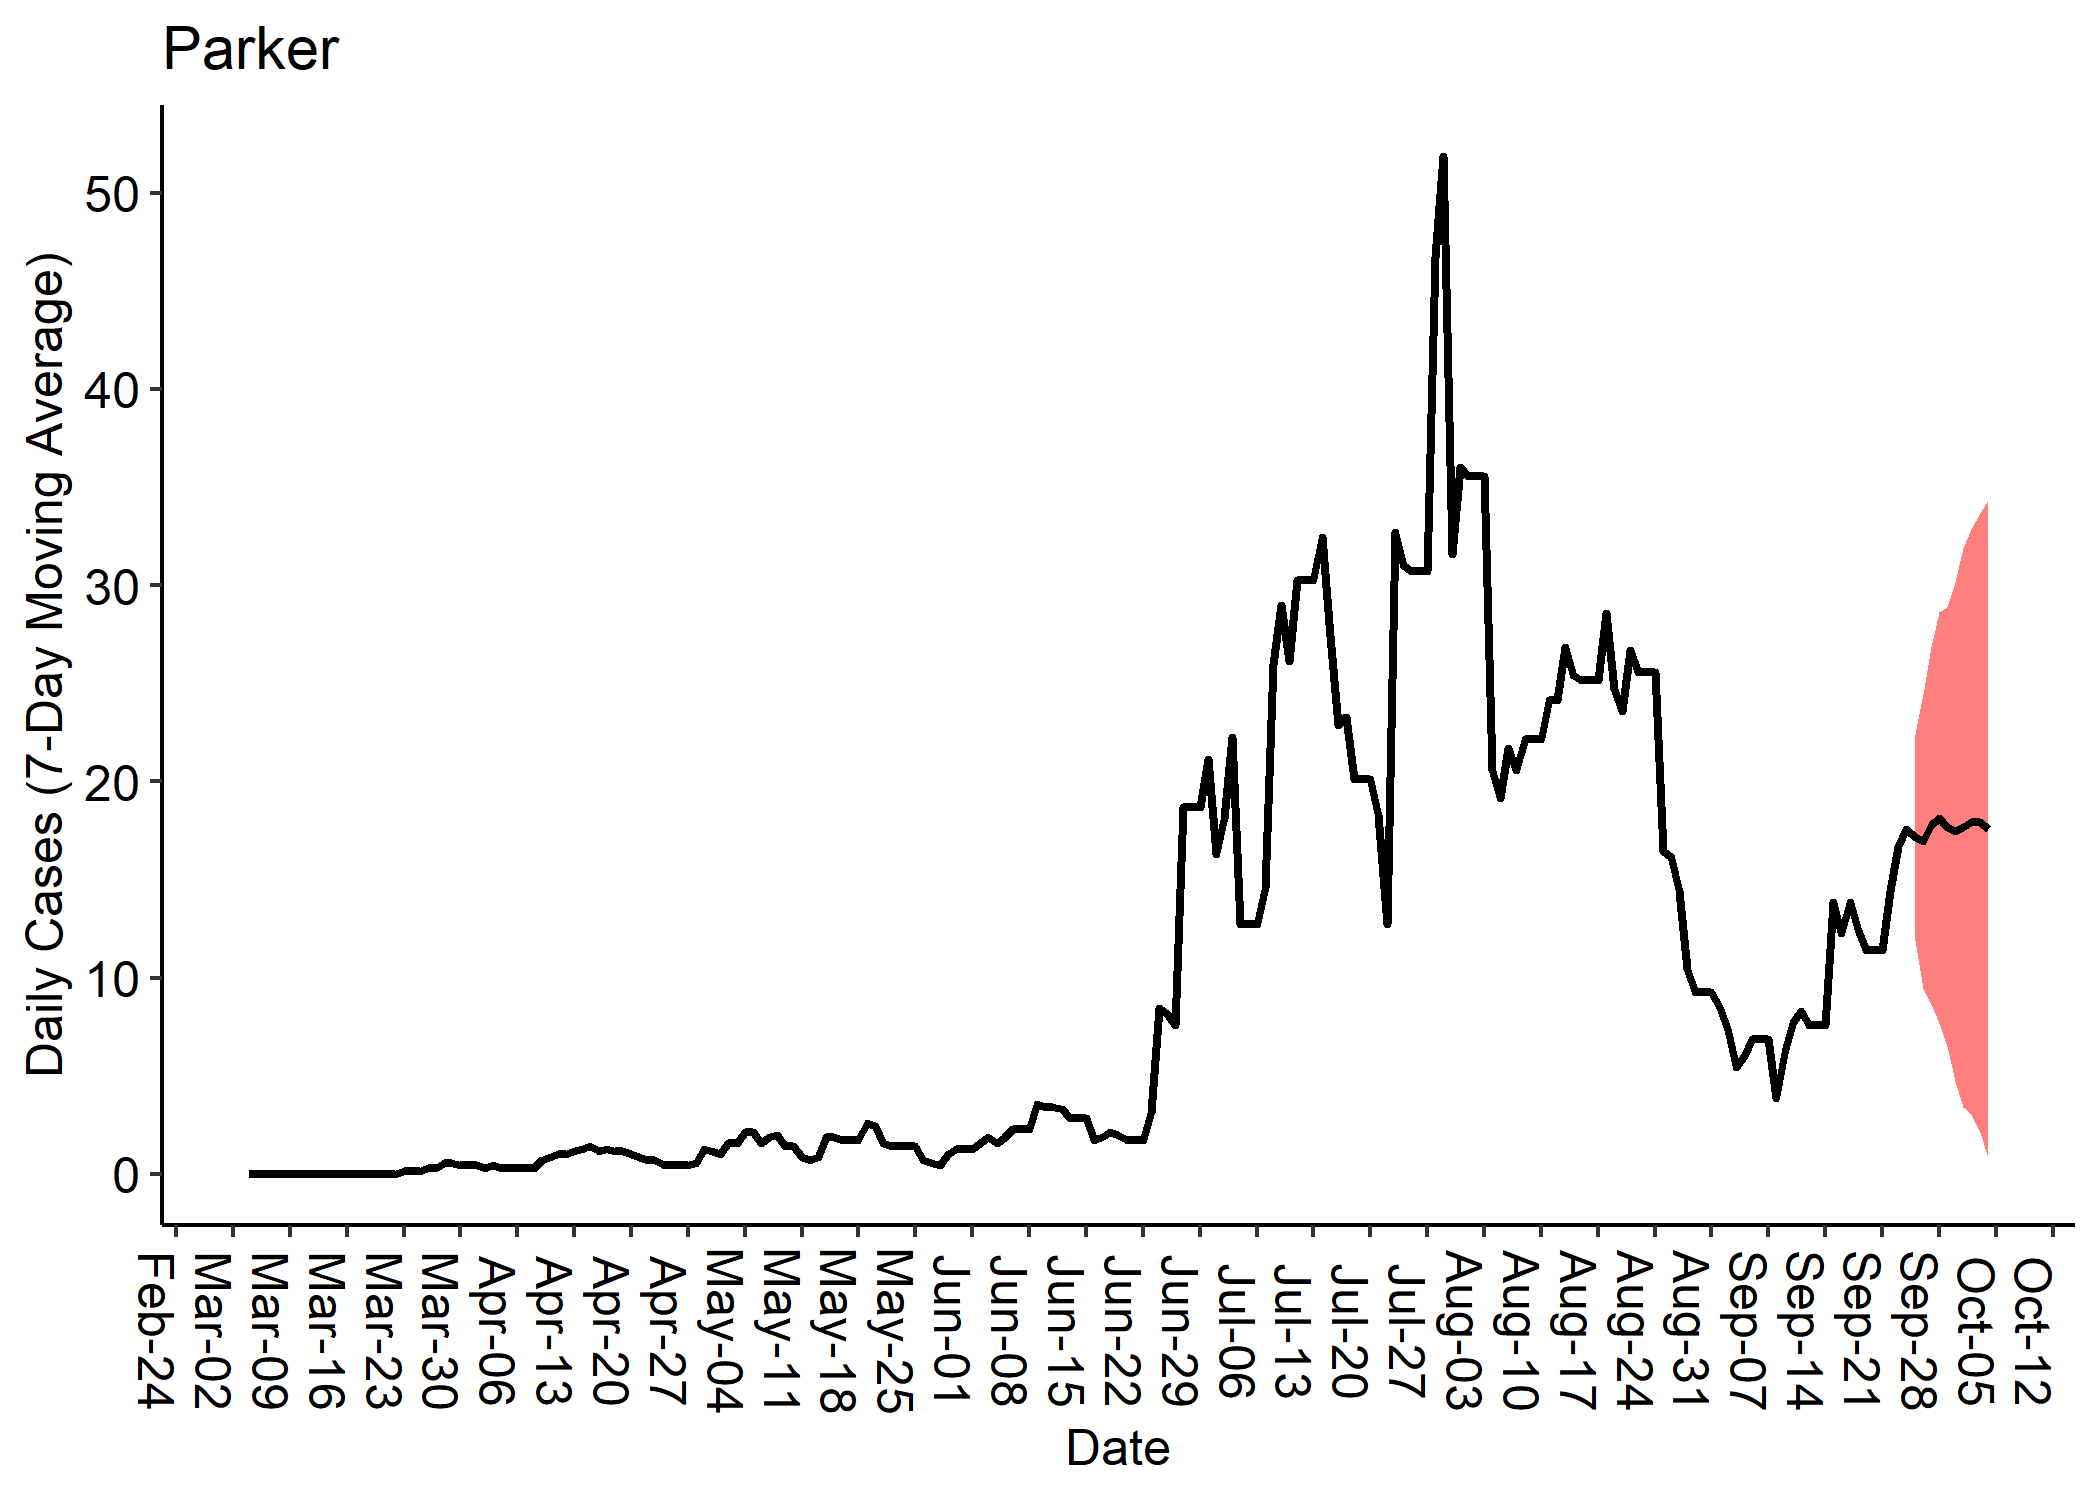 Parker
Daily Cases (7-Day Moving Average)
50
40
30
20
10
0
Feb-24
Mar-02
Mar-09
Mar-16
Mar-23
Mar-30
Apr-06
Apr-13
Apr-20
Apr-27
May-04
May-11
May-18
May-25
Jun-01
Jun-08
Jun-15
Jun-22
Jun-29
Jul-06
Jul-13
Jul-20
Jul-27
Aug-03
Aug-10
Aug-17
Aug-24
Aug-31
Sep-07
Sep-14
Sep-21
Sep-28
Oct-05
Oct-12
Date